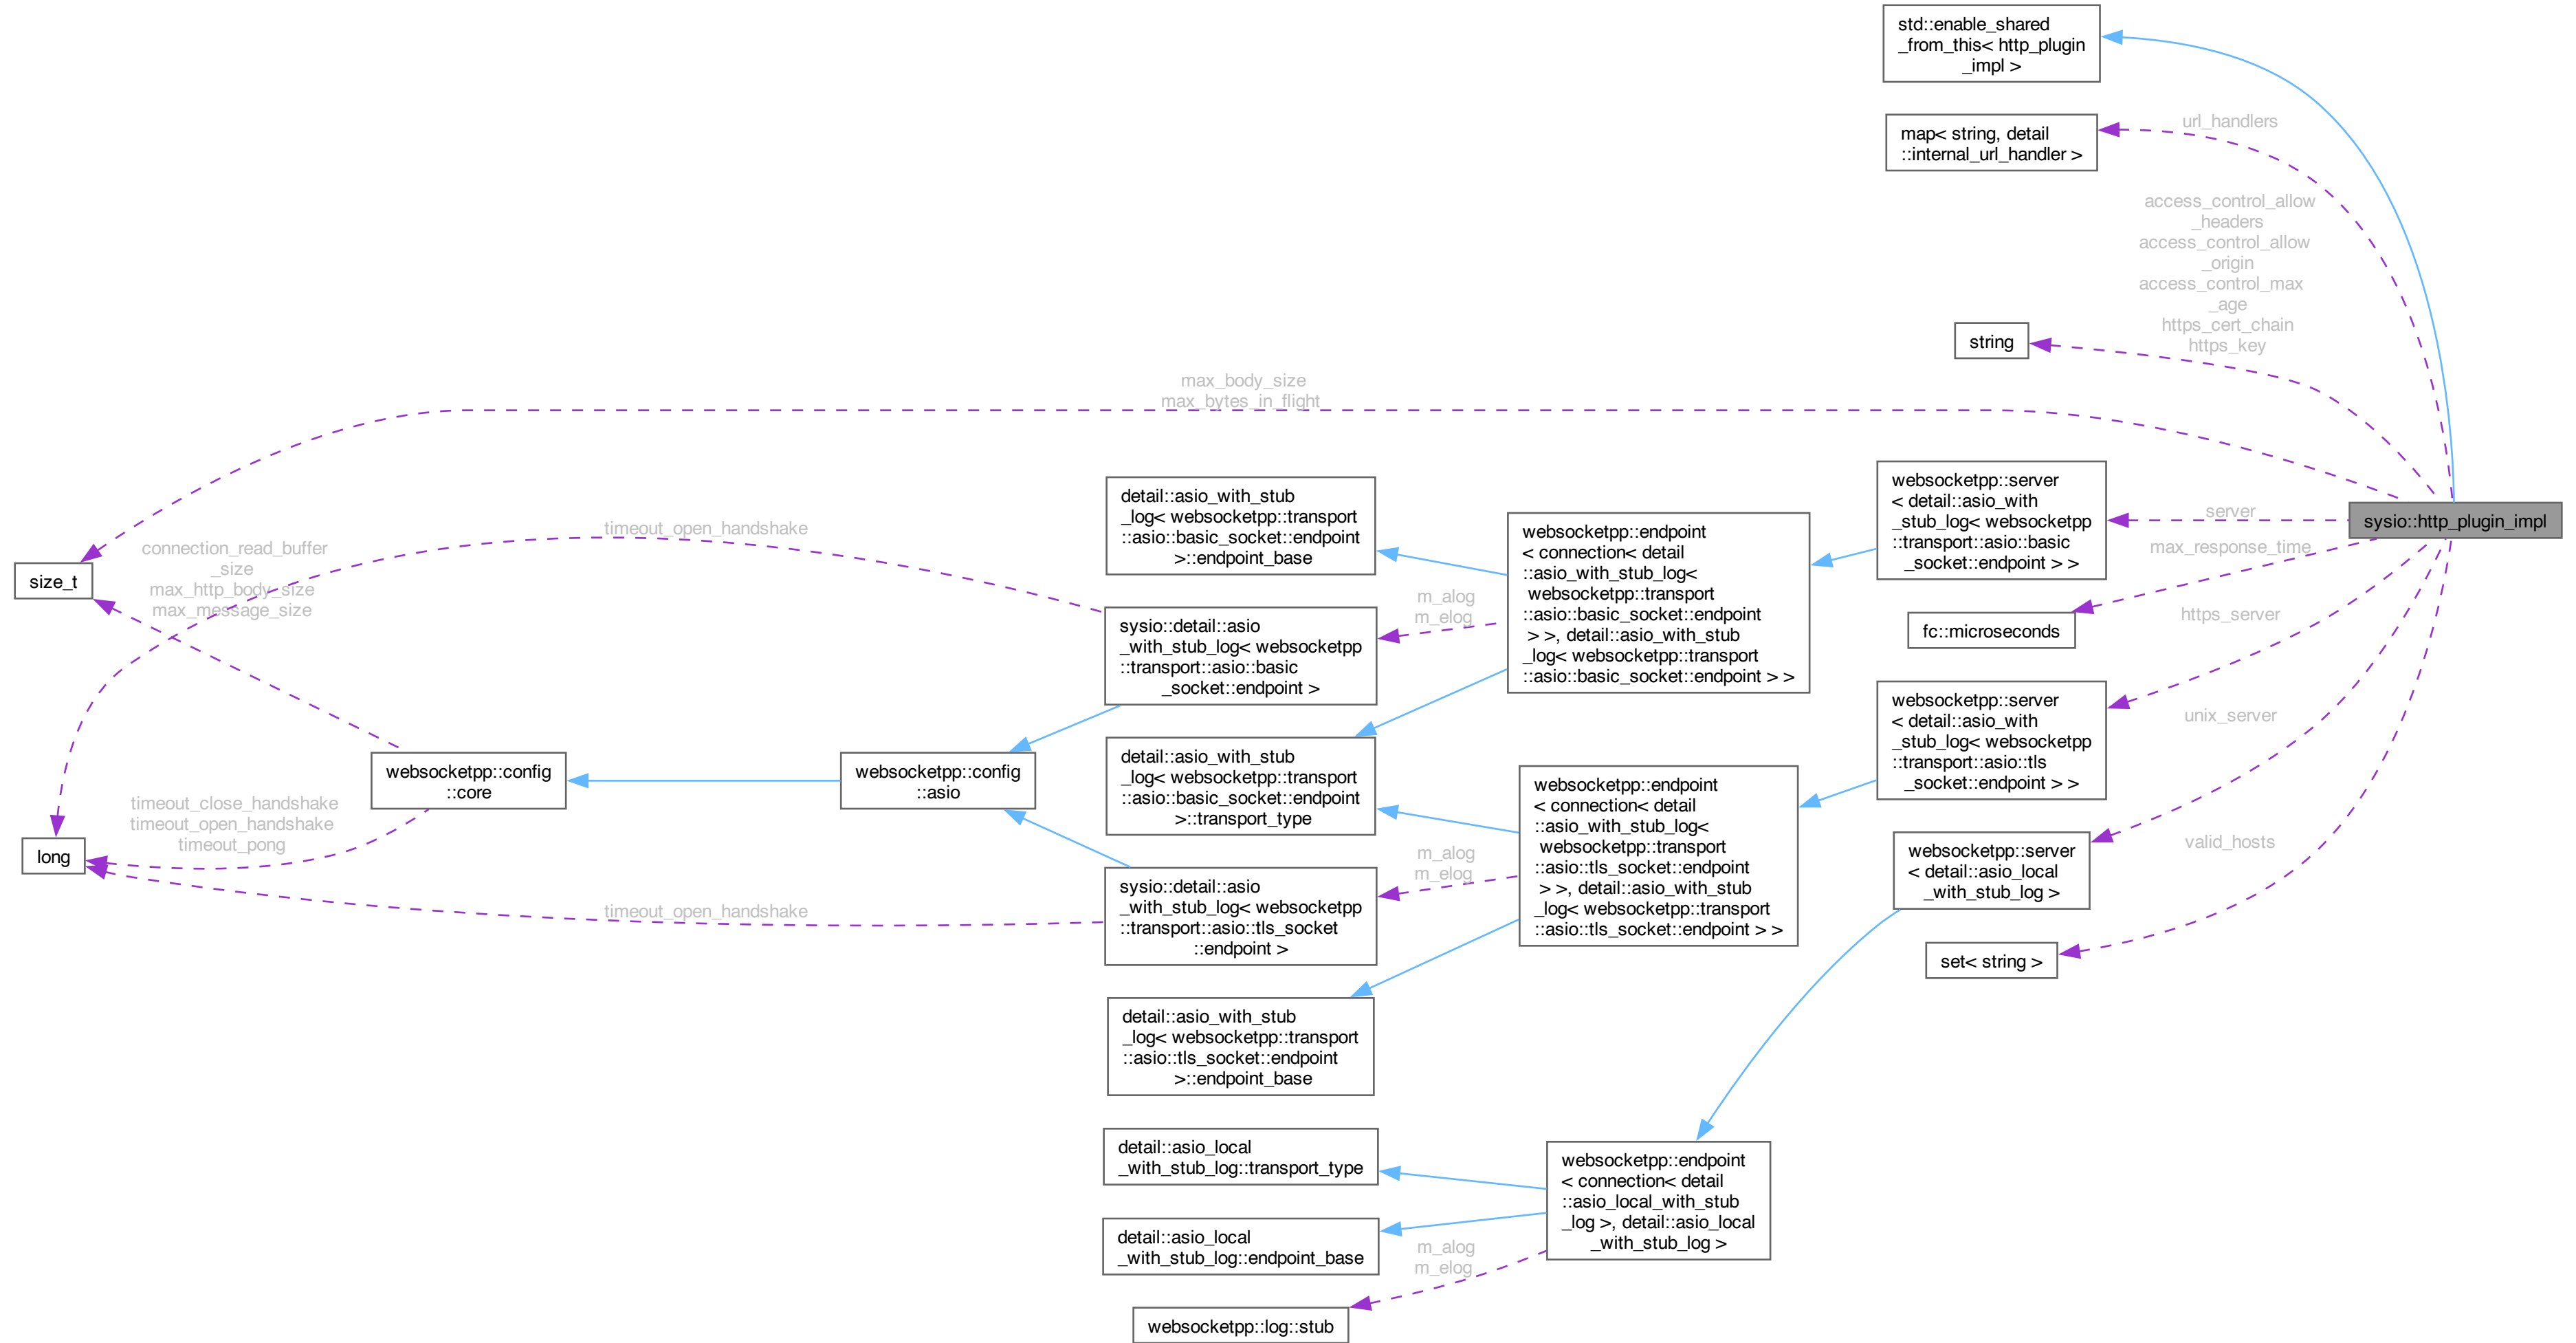 std::enable_shared
_from_this< http_plugin
_impl >
map< string, detail
::internal_url_handler >
url_handlers
access_control_allow
_headers
access_control_allow
_origin
access_control_max
_age
https_cert_chain
https_key
string
max_body_size
max_bytes_in_flight
size_t
connection_read_buffer
_size
max_http_body_size
max_message_size
timeout_open_handshake
detail::asio_with_stub
_log< websocketpp::transport
::asio::basic_socket::endpoint
>::endpoint_base
websocketpp::endpoint
< connection< detail
::asio_with_stub_log<
websocketpp::transport
::asio::basic_socket::endpoint
> >, detail::asio_with_stub
_log< websocketpp::transport
::asio::basic_socket::endpoint > >
websocketpp::server
< detail::asio_with
_stub_log< websocketpp
::transport::asio::basic
_socket::endpoint > >
server
sysio::http_plugin_impl
max_response_time
fc::microseconds
m_alog
m_elog
sysio::detail::asio
_with_stub_log< websocketpp
::transport::asio::basic
_socket::endpoint >
https_server
websocketpp::server
< detail::asio_with
_stub_log< websocketpp
::transport::asio::tls
_socket::endpoint > >
unix_server
websocketpp::config
::core
websocketpp::config
::asio
detail::asio_with_stub
_log< websocketpp::transport
::asio::basic_socket::endpoint
>::transport_type
websocketpp::endpoint
< connection< detail
::asio_with_stub_log<
websocketpp::transport
::asio::tls_socket::endpoint
> >, detail::asio_with_stub
_log< websocketpp::transport
::asio::tls_socket::endpoint > >
timeout_close_handshake
timeout_open_handshake
timeout_pong
long
m_alog
m_elog
websocketpp::server
< detail::asio_local
_with_stub_log >
valid_hosts
sysio::detail::asio
_with_stub_log< websocketpp
::transport::asio::tls_socket
::endpoint >
timeout_open_handshake
set< string >
detail::asio_with_stub
_log< websocketpp::transport
::asio::tls_socket::endpoint
>::endpoint_base
detail::asio_local
_with_stub_log::transport_type
websocketpp::endpoint
< connection< detail
::asio_local_with_stub
_log >, detail::asio_local
_with_stub_log >
detail::asio_local
_with_stub_log::endpoint_base
m_alog
m_elog
websocketpp::log::stub